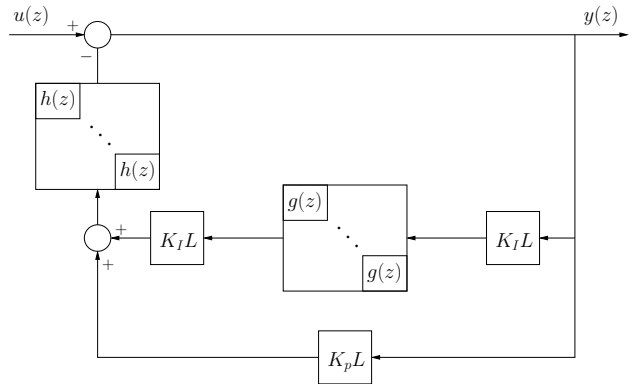 u(z)
y(z)
+
−
h(z)
h(z)
g(z)
g(z)
K_I L
K_I L
+
+
K_p L